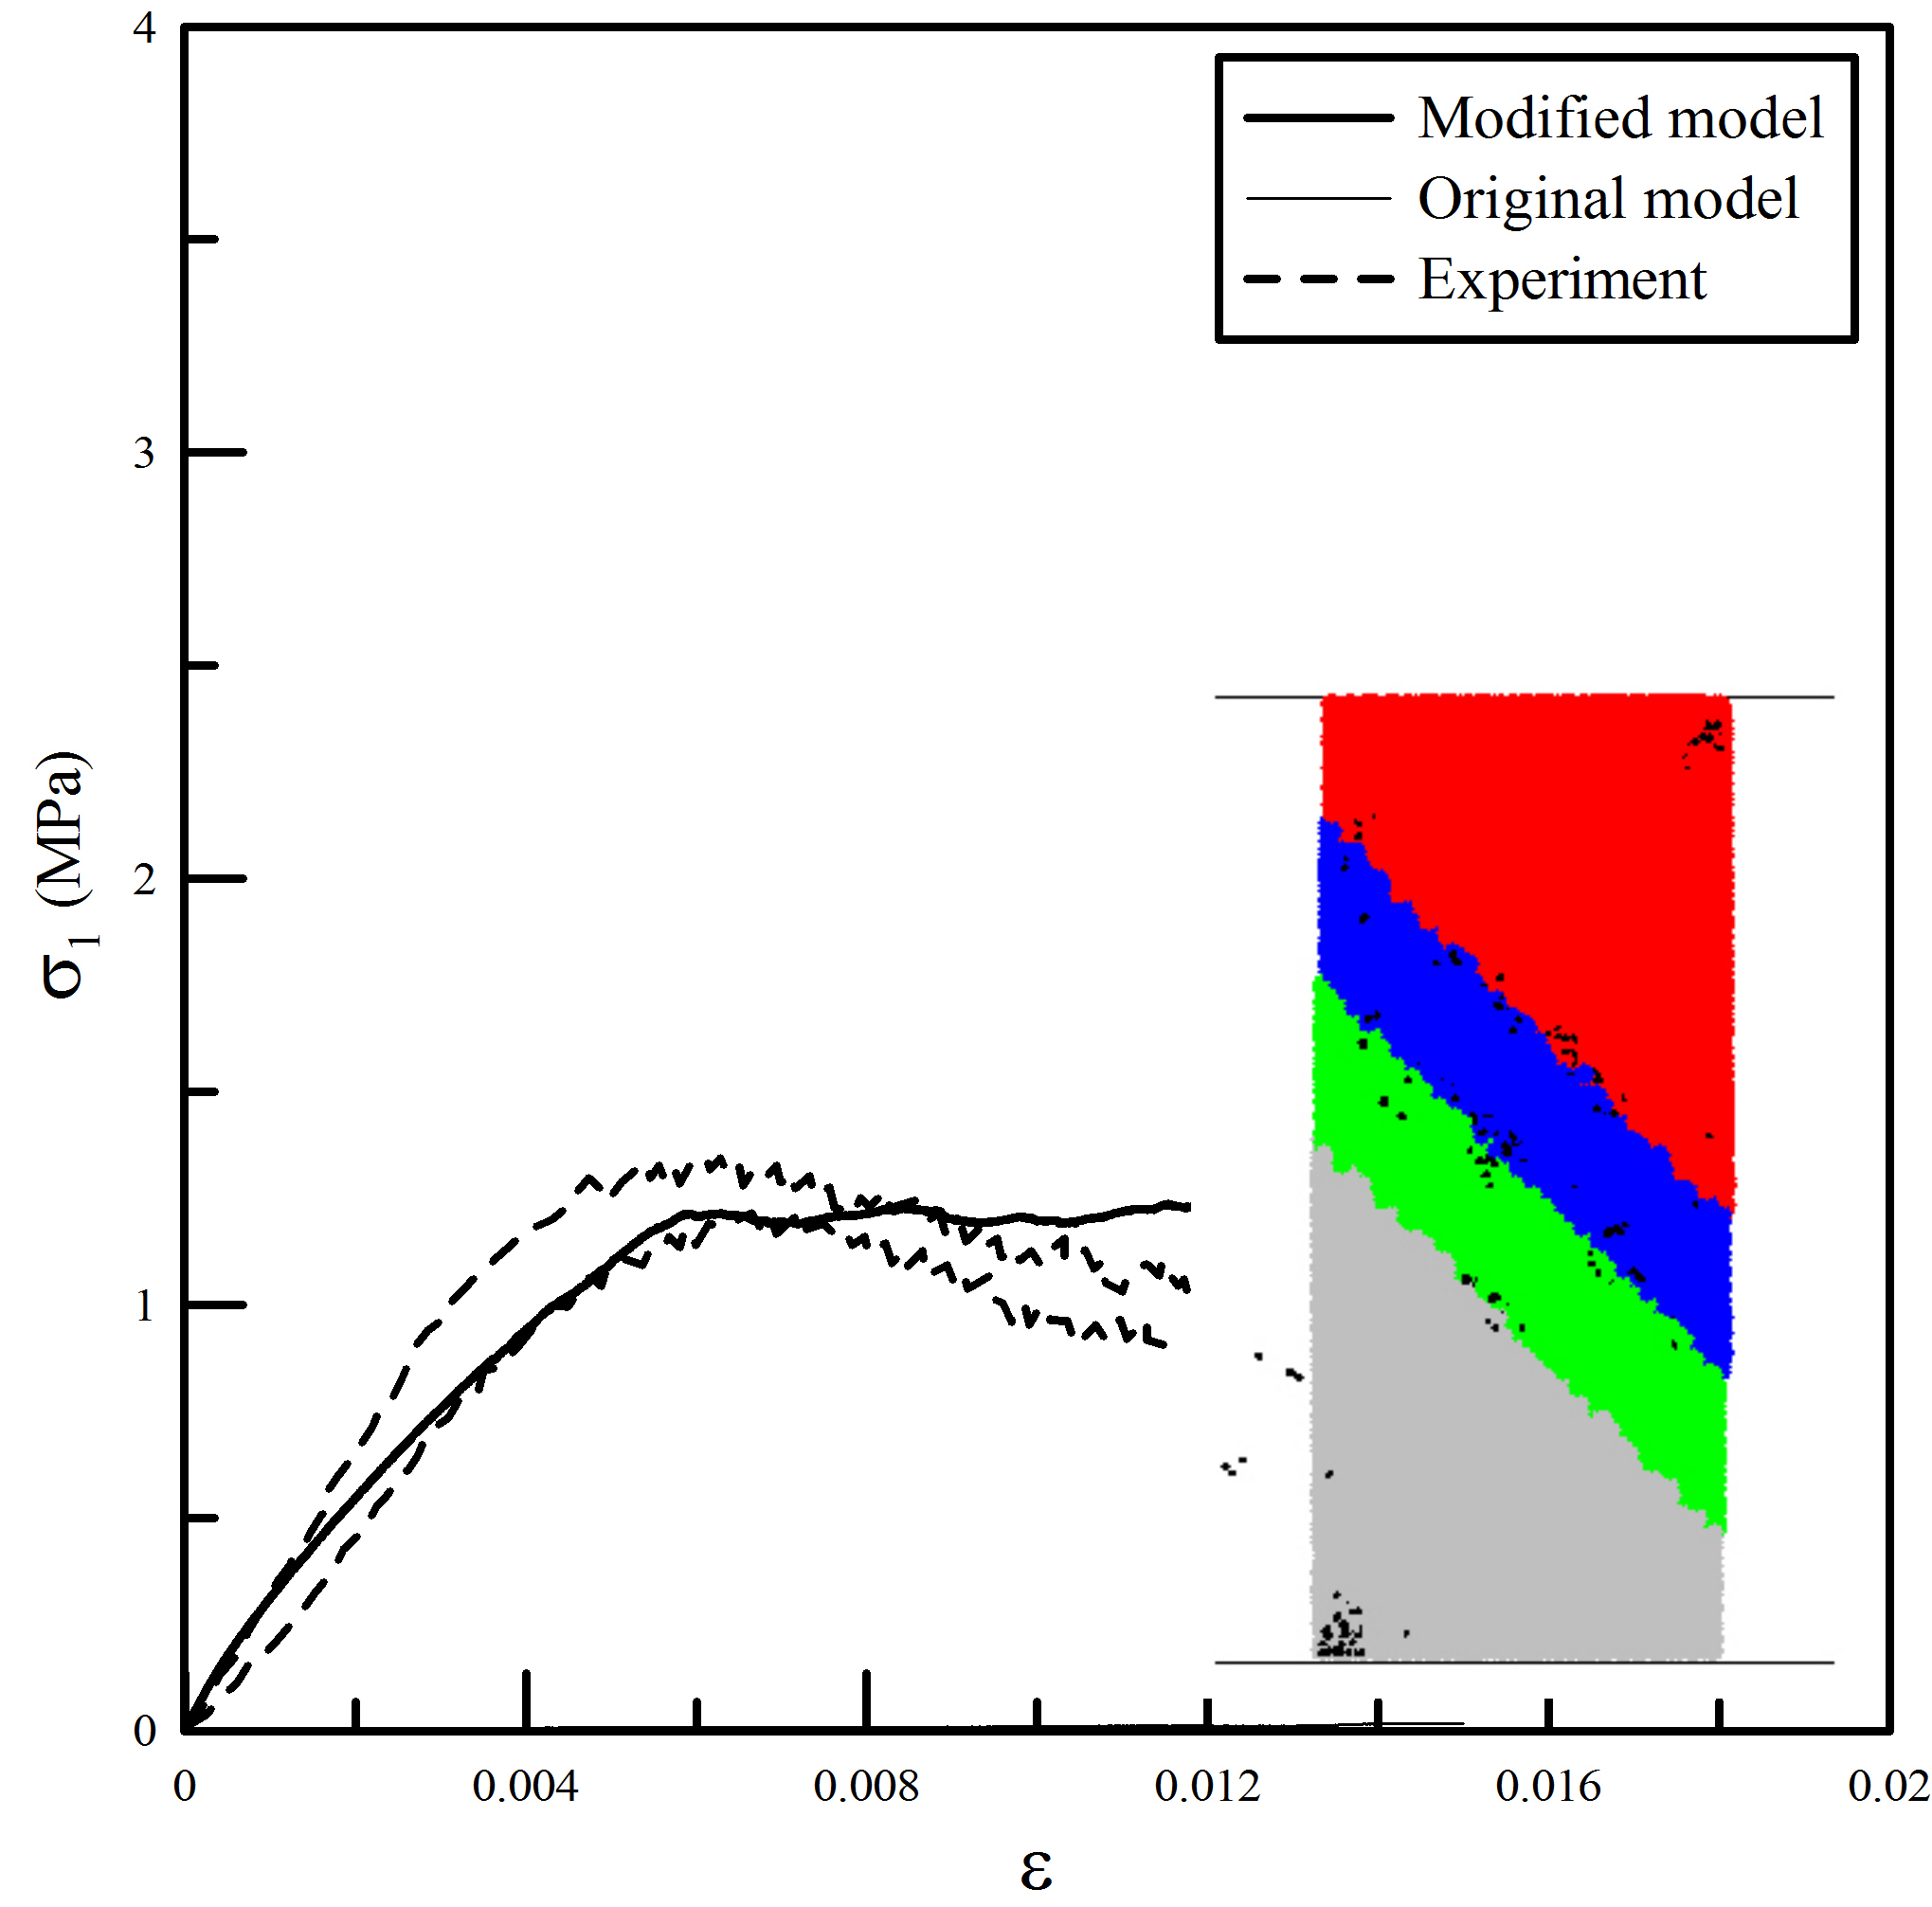 4
3
2
1
0
σ1 (MPa)
Modified model
Original model
Experiment
0 0.004 0.008 0.012 0.016 0.02
ε